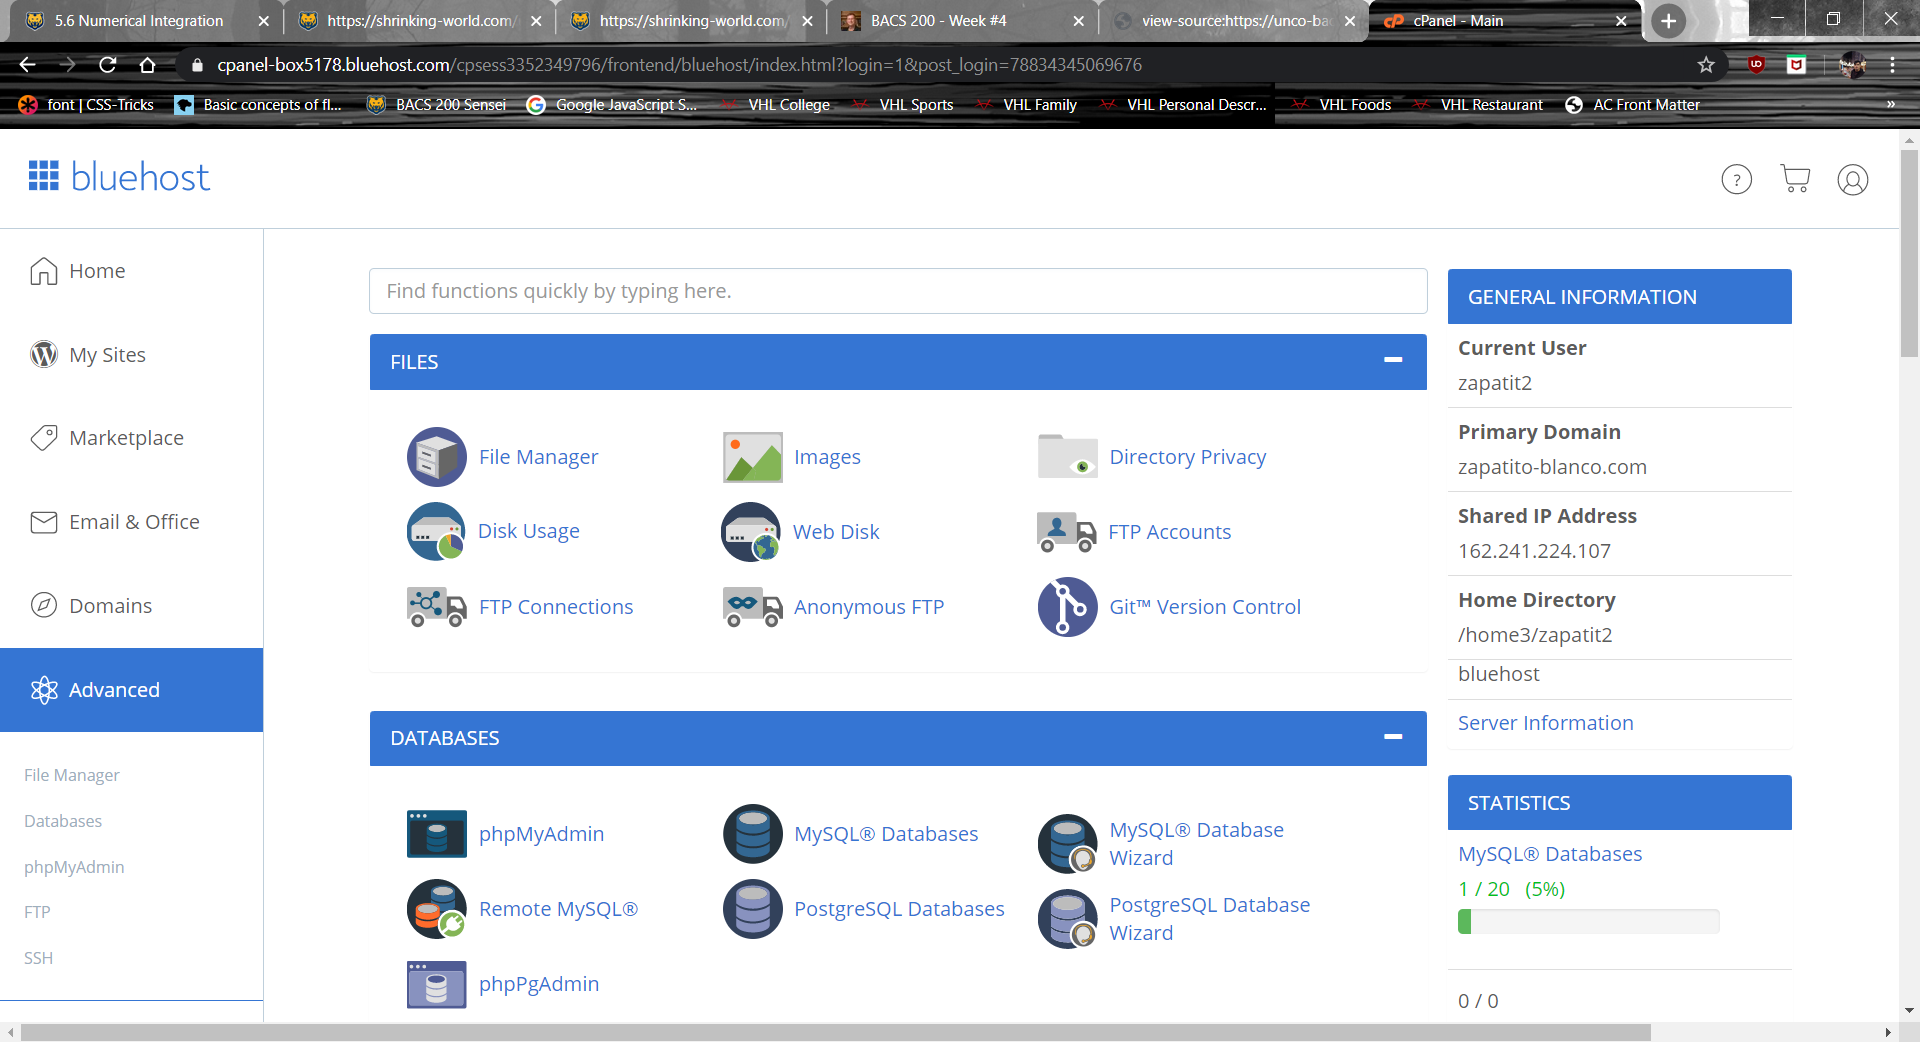 5.6 Numerical Integration
https://shrinking-world.com/
https://shrinking-world.com/
BACS 200 - Week #4
view-source:https://unco-ba
cPanel - Main
cpanel-box5178.bluehost.com/cpsess3352349796/frontend/bluehost/index.html?login=1&post_login=78834345069676
font | CSS-Tricks
Basic concepts of fl...
BACS 200 Sensei
Google JavaScript S...
VHL College
VHL Sports
VHL Family
VHL Personal Descr...
VHL Foods
VHL Restaurant
AC Front Matter
»
bluehost
?
Home
My Sites
Marketplace
Email & Office
Domains
Advanced
File Manager
Databases
phpMyAdmin
FTP
SSH
Find functions quickly by typing here.
FILES
File Manager
Images
Directory Privacy
Disk Usage
Web Disk
FTP Accounts
FTP Connections
Anonymous FTP
Git™ Version Control
DATABASES
phpMyAdmin
MySQL® Databases
MySQL® Database
Wizard
Remote MySQL®
PostgreSQL Databases
PostgreSQL Database
Wizard
phpPgAdmin
GENERAL INFORMATION
Current User
zapatit2
Primary Domain
zapatito-blanco.com
Shared IP Address
162.241.224.107
Home Directory
/home3/zapatit2
bluehost
Server Information
STATISTICS
MySQL® Databases
1 / 20 (5%)
0 / 0